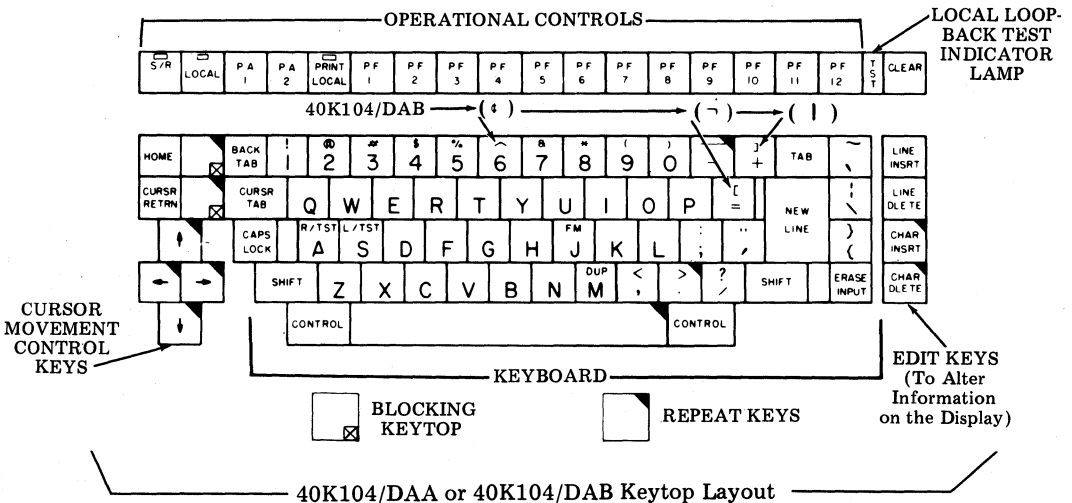 OPERATIONAL CONTROLS
LOCAL LOOP-
BACK TEST
INDICATOR
LAMP
S/R LOCAL PA 1 PA 2 PRINT LOCAL PF 1 PF 2 PF 3 PF 4 PF 5 PF 6 PF 7 PF 8 PF 9 PF 10 PF 11 PF 12 TST CLEAR
40K104/DAB (¢) (¬) (|)
HOME BACK TAB ! 1 @ 2 # 3 $ 4 % 5 ^ 6 & 7 * 8 ( 9 ) 0 _ - ] + TAB ~ ` LINE INSRT
CURSR RETRN CURSR TAB Q W E R T Y U I O P [ = NEW LINE ¦ \ LINE DLETE
↑ CAPS LOCK R/TST A L/TST S D F G H FM J K L : ; " ' } { CHAR INSRT
← → SHIFT Z X C V B N DUP M < , > . ? / SHIFT ERASE INPUT CHAR DLETE
↓ CONTROL CONTROL
CURSOR
MOVEMENT
CONTROL
KEYS
KEYBOARD
EDIT KEYS
(To Alter
Information
on the Display)
BLOCKING
KEYTOP
REPEAT KEYS
40K104/DAA or 40K104/DAB Keytop Layout